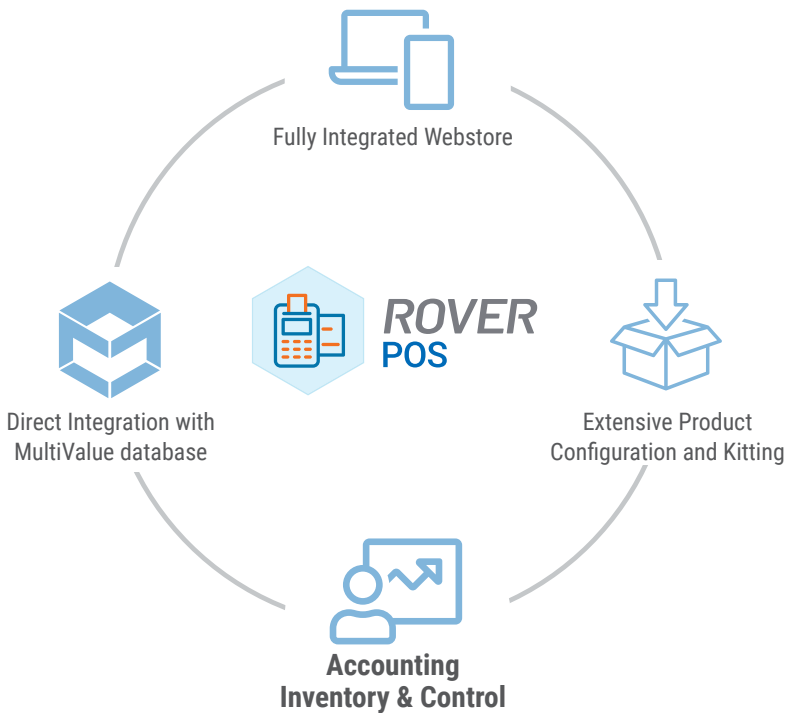 Fully Integrated Webstore
ROVER
POS
Direct Integration with
MultiValue database
Extensive Product
Configuration and Kitting
Accounting
Inventory & Control